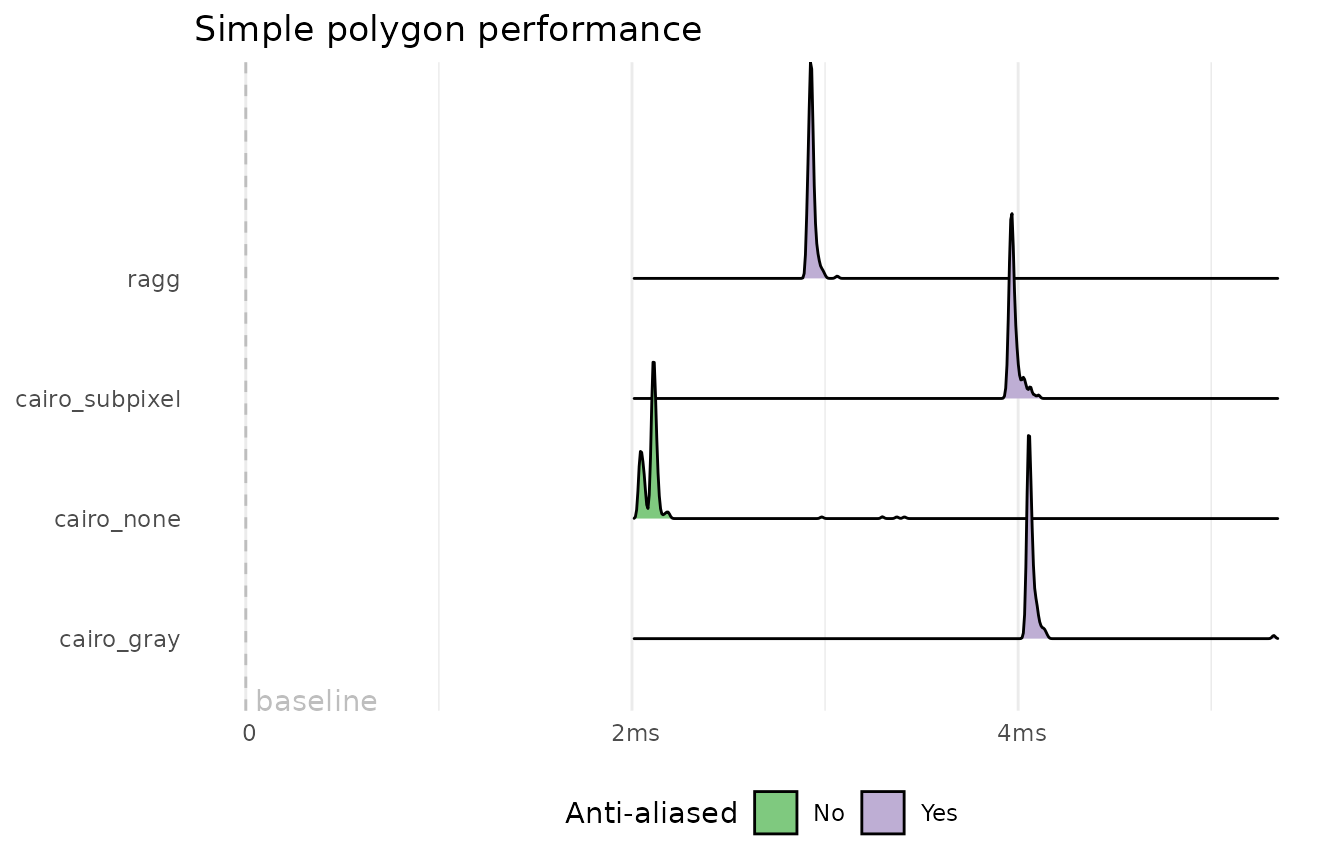 Simple polygon performance
ragg
cairo_subpixel
cairo_none
cairo_gray
baseline
0 2ms 4ms
Anti-aliased No Yes